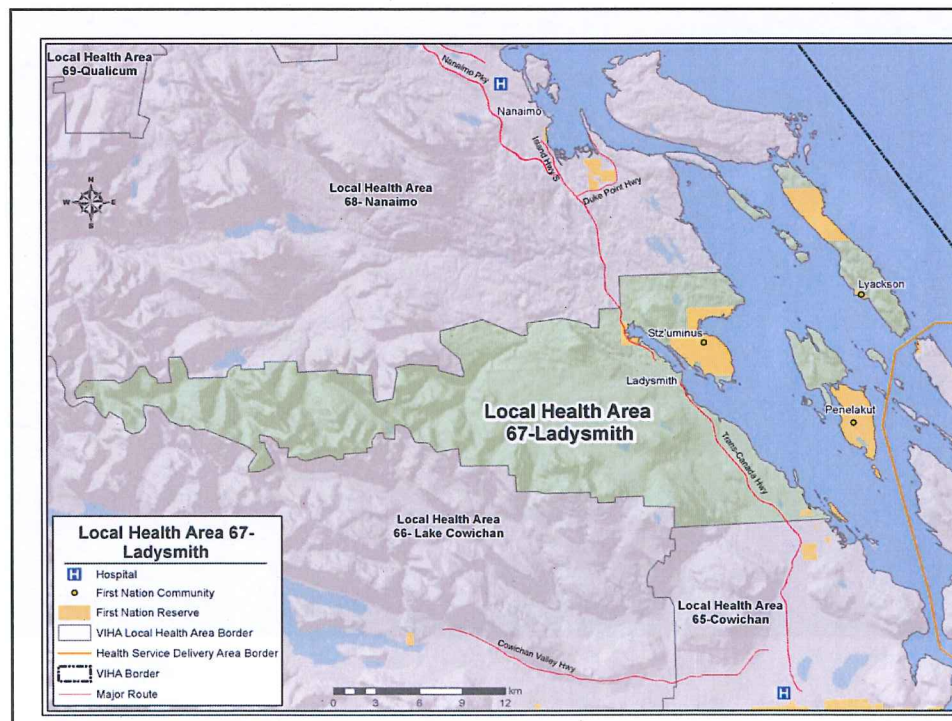 Local Health Area
69-Qualicum
Nanaimo Pky
H
Nanaimo
Island Hwy S
Duke Point Hwy
N
W E
S
Local Health Area
68- Nanaimo
Lyackson
Stz'uminus
Ladysmith
Penelakut
Local Health Area
67-Ladysmith
Trans-Canada Hwy
Local Health Area
66- Lake Cowichan
Local Health Area
65-Cowichan
Cowichan Valley Hwy
H
Local Health Area 67-
Ladysmith
H Hospital
First Nation Community
First Nation Reserve
VIHA Local Health Area Border
Health Service Delivery Area Border
VIHA Border
Major Route
km
0 3 6 9 12